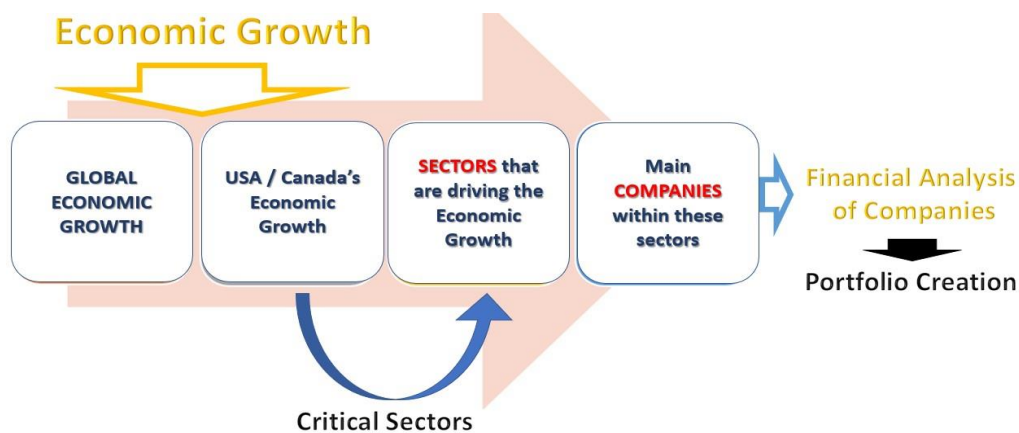 Economic Growth
GLOBAL
ECONOMIC
GROWTH
USA / Canada's
Economic
Growth
SECTORS that
are driving the
Economic
Growth
Main
COMPANIES
within these
sectors
Financial Analysis
of Companies
Portfolio Creation
Critical Sectors